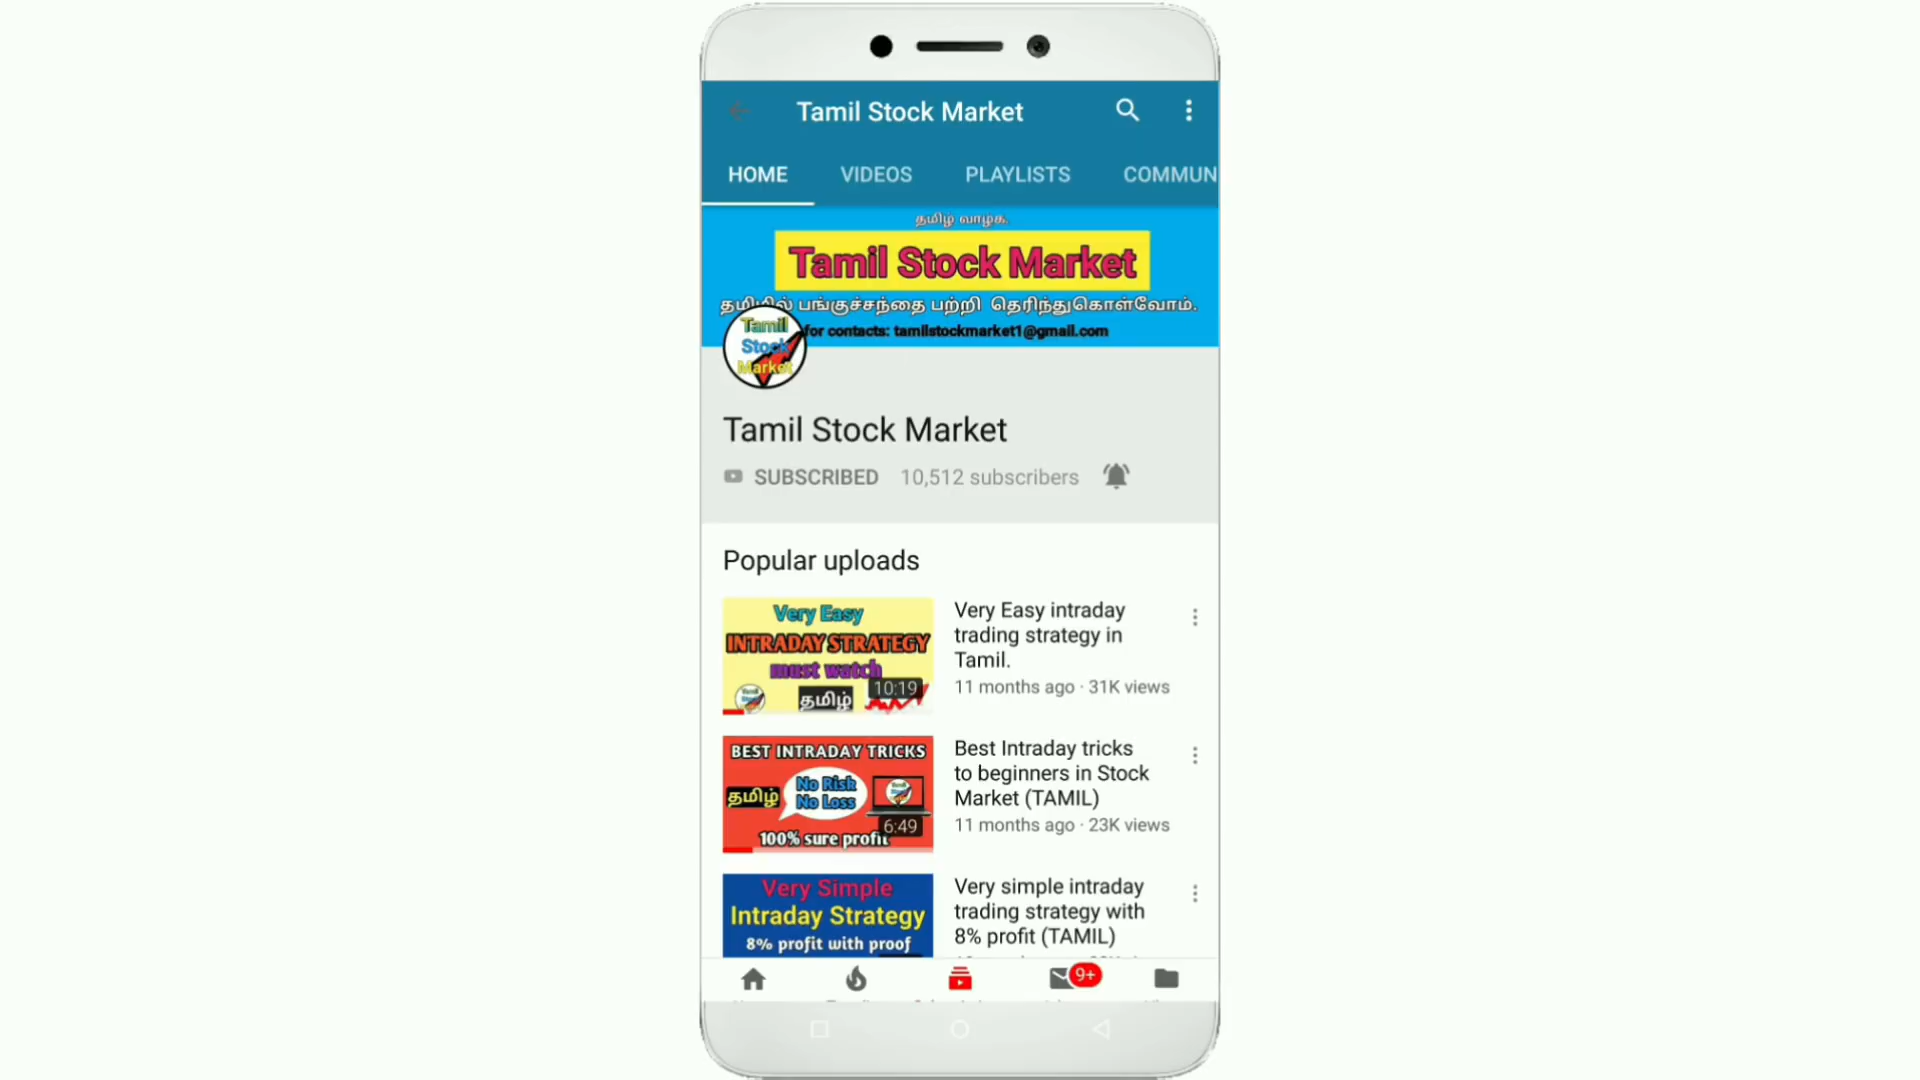 Tamil Stock Market
HOME VIDEOS PLAYLISTS COMMUN
தமிழ் வாழ்க.
Tamil Stock Market
தமிழில் பங்குச்சந்தை பற்றி தெரிந்துகொள்வோம்.
for contacts: tamilstockmarket1@gmail.com
Tamil
Stock
Market
Tamil Stock Market
SUBSCRIBED 10,512 subscribers
Popular uploads
Very Easy
INTRADAY STRATEGY
must watch
தமிழ்
10:19
Very Easy intraday
trading strategy in
Tamil.
11 months ago · 31K views
BEST INTRADAY TRICKS
No Risk
No Loss
தமிழ்
100% sure profit
6:49
Best Intraday tricks
to beginners in Stock
Market (TAMIL)
11 months ago · 23K views
Very Simple
Intraday Strategy
8% profit with proof
Very simple intraday
trading strategy with
8% profit (TAMIL)
9+